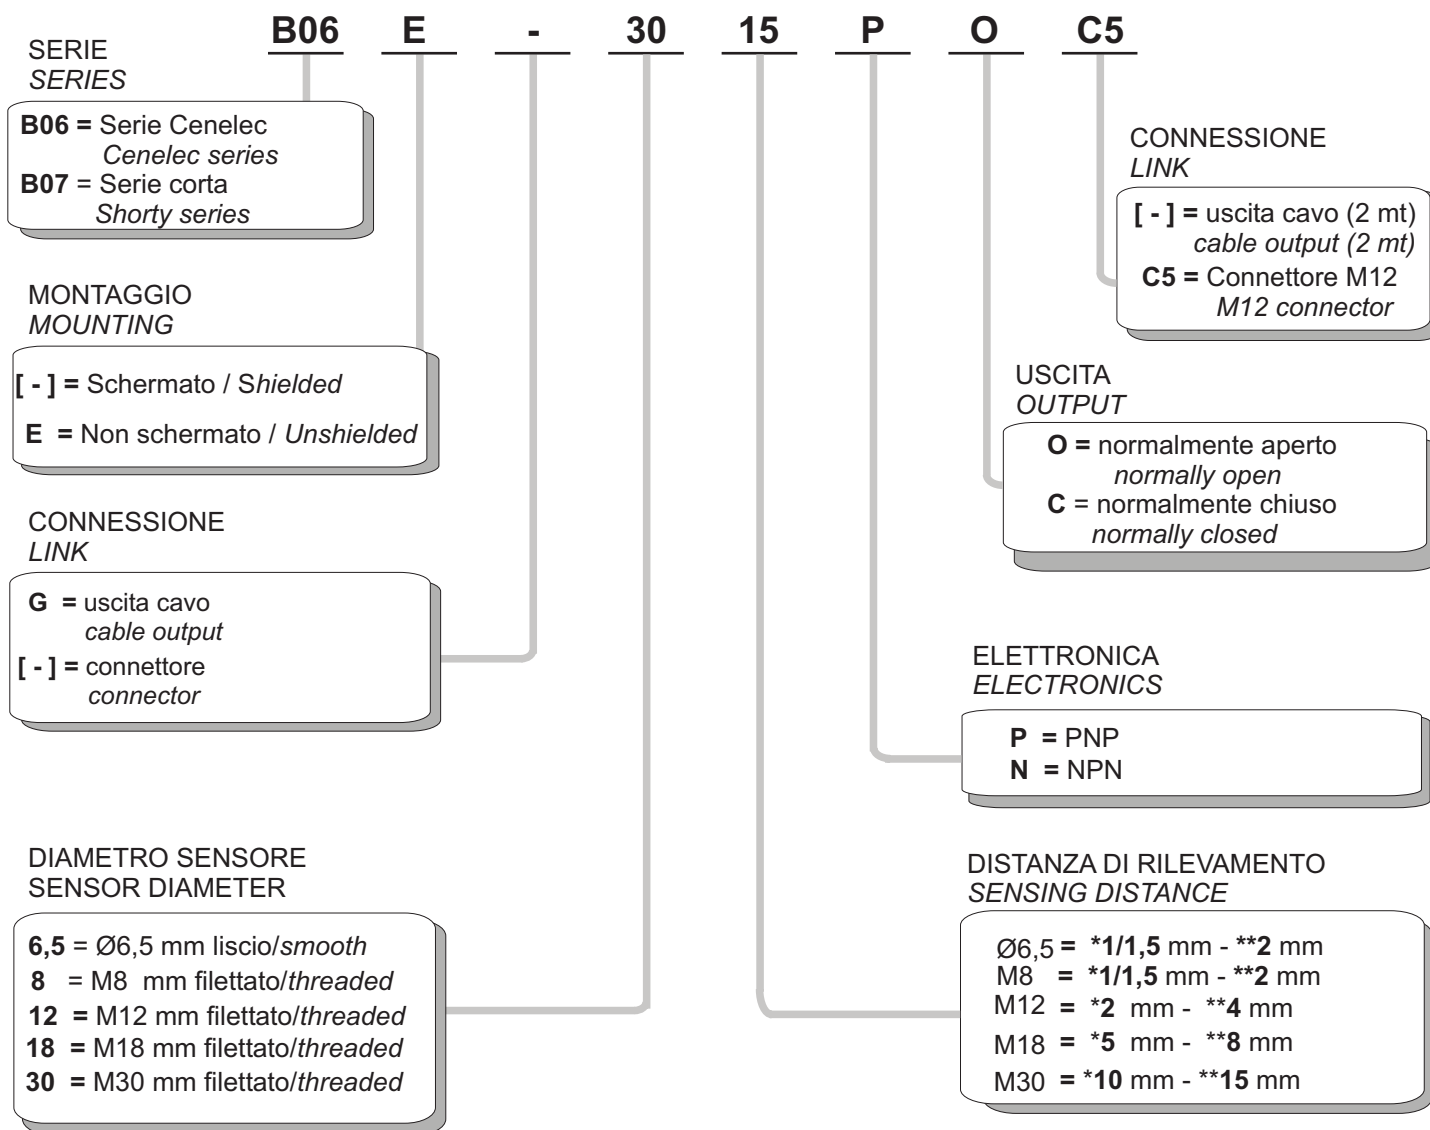 B06 E - 30 15 P O C5
SERIE
SERIES
B06 = Serie Cenelec
Cenelec series
B07 = Serie corta
Shorty series
MONTAGGIO
MOUNTING
[ - ] = Schermato / Shielded
E = Non schermato / Unshielded
CONNESSIONE
LINK
G = uscita cavo
cable output
[ - ] = connettore
connector
DIAMETRO SENSORE
SENSOR DIAMETER
6,5 = Ø6,5 mm liscio/smooth
8 = M8 mm filettato/threaded
12 = M12 mm filettato/threaded
18 = M18 mm filettato/threaded
30 = M30 mm filettato/threaded
CONNESSIONE
LINK
[ - ] = uscita cavo (2 mt)
cable output (2 mt)
C5 = Connettore M12
M12 connector
USCITA
OUTPUT
O = normalmente aperto
normally open
C = normalmente chiuso
normally closed
ELETTRONICA
ELECTRONICS
P = PNP
N = NPN
DISTANZA DI RILEVAMENTO
SENSING DISTANCE
Ø6,5 = *1/1,5 mm - **2 mm
M8 = *1/1,5 mm - **2 mm
M12 = *2 mm - **4 mm
M18 = *5 mm - **8 mm
M30 = *10 mm - **15 mm